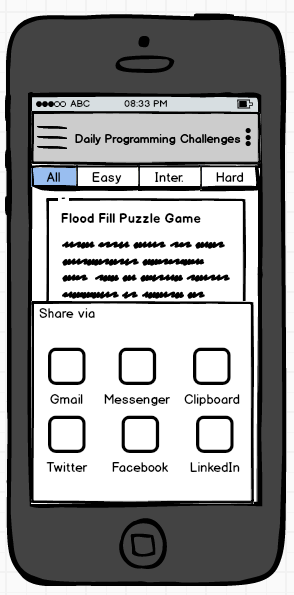 ABC 08:33 PM
Daily Programming Challenges
All Easy Inter. Hard
Flood Fill Puzzle Game
Share via
Gmail Messenger Clipboard
Twitter Facebook LinkedIn